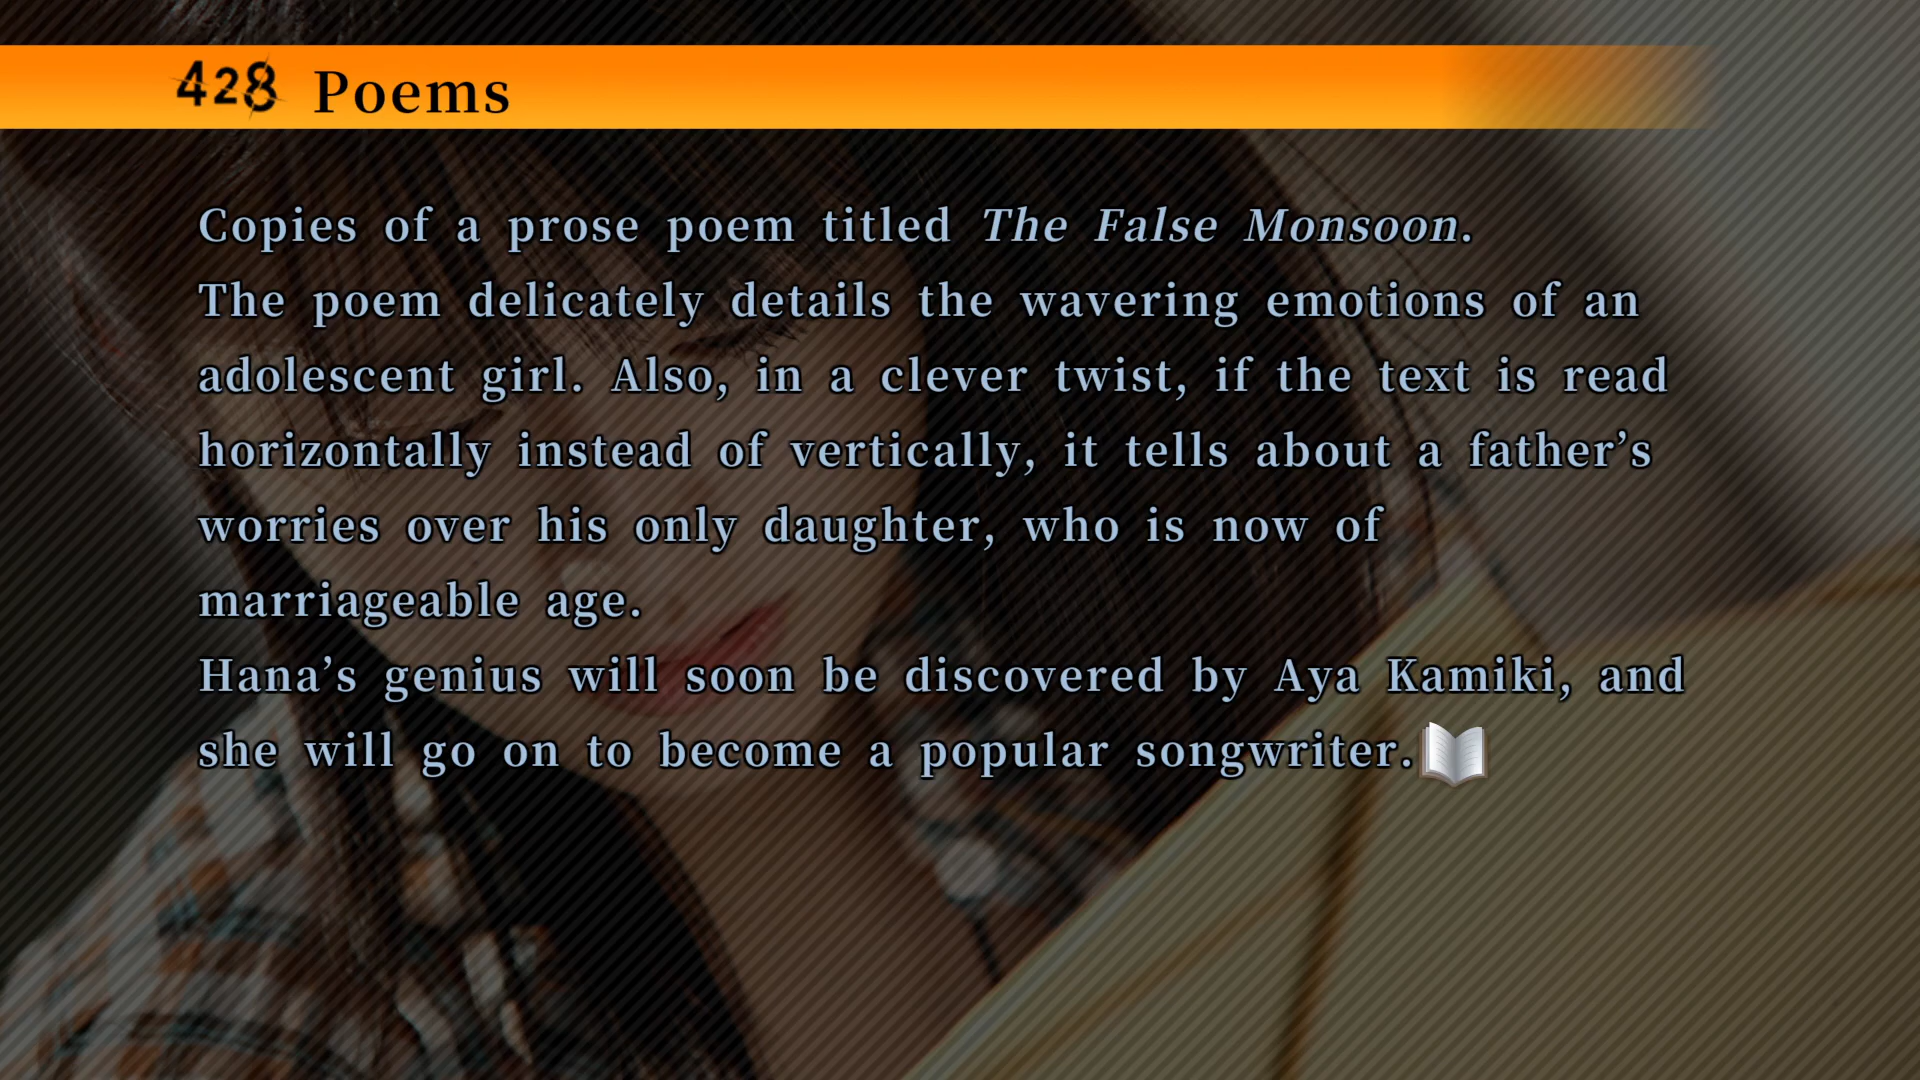 428 Poems
Copies of a prose poem titled The False Monsoon.
The poem delicately details the wavering emotions of an
adolescent girl. Also, in a clever twist, if the text is read
horizontally instead of vertically, it tells about a father’s
worries over his only daughter, who is now of
marriageable age.
Hana’s genius will soon be discovered by Aya Kamiki, and
she will go on to become a popular songwriter.